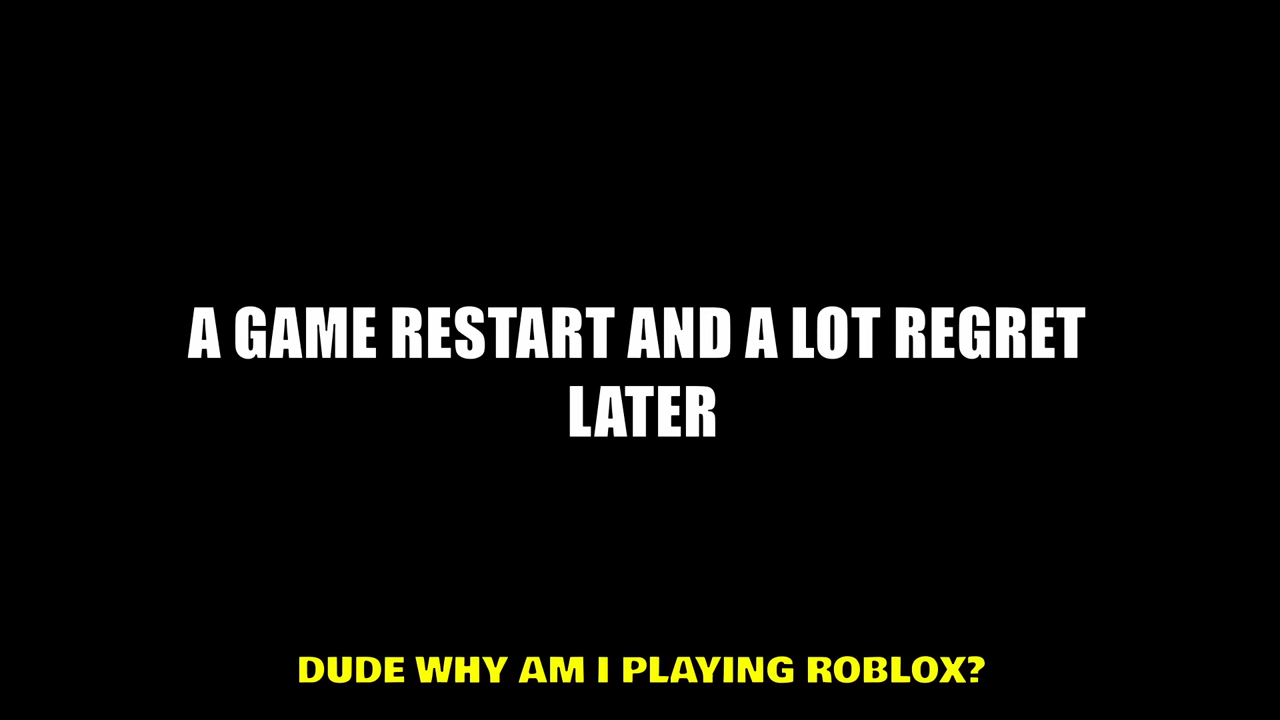 A GAME RESTART AND A LOT REGRET
LATER
DUDE WHY AM I PLAYING ROBLOX?